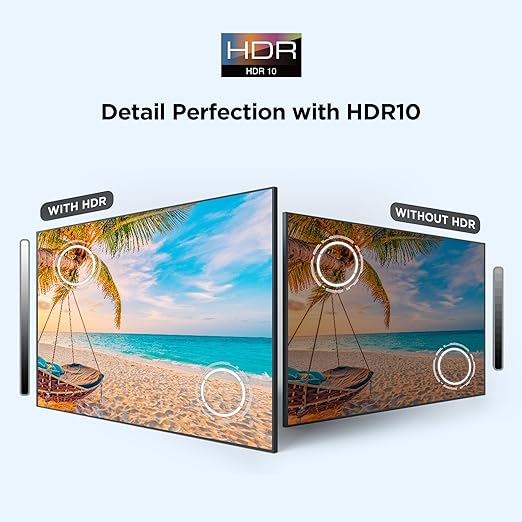 HDR
HDR 10
Detail Perfection with HDR10
WITH HDR
WITHOUT HDR